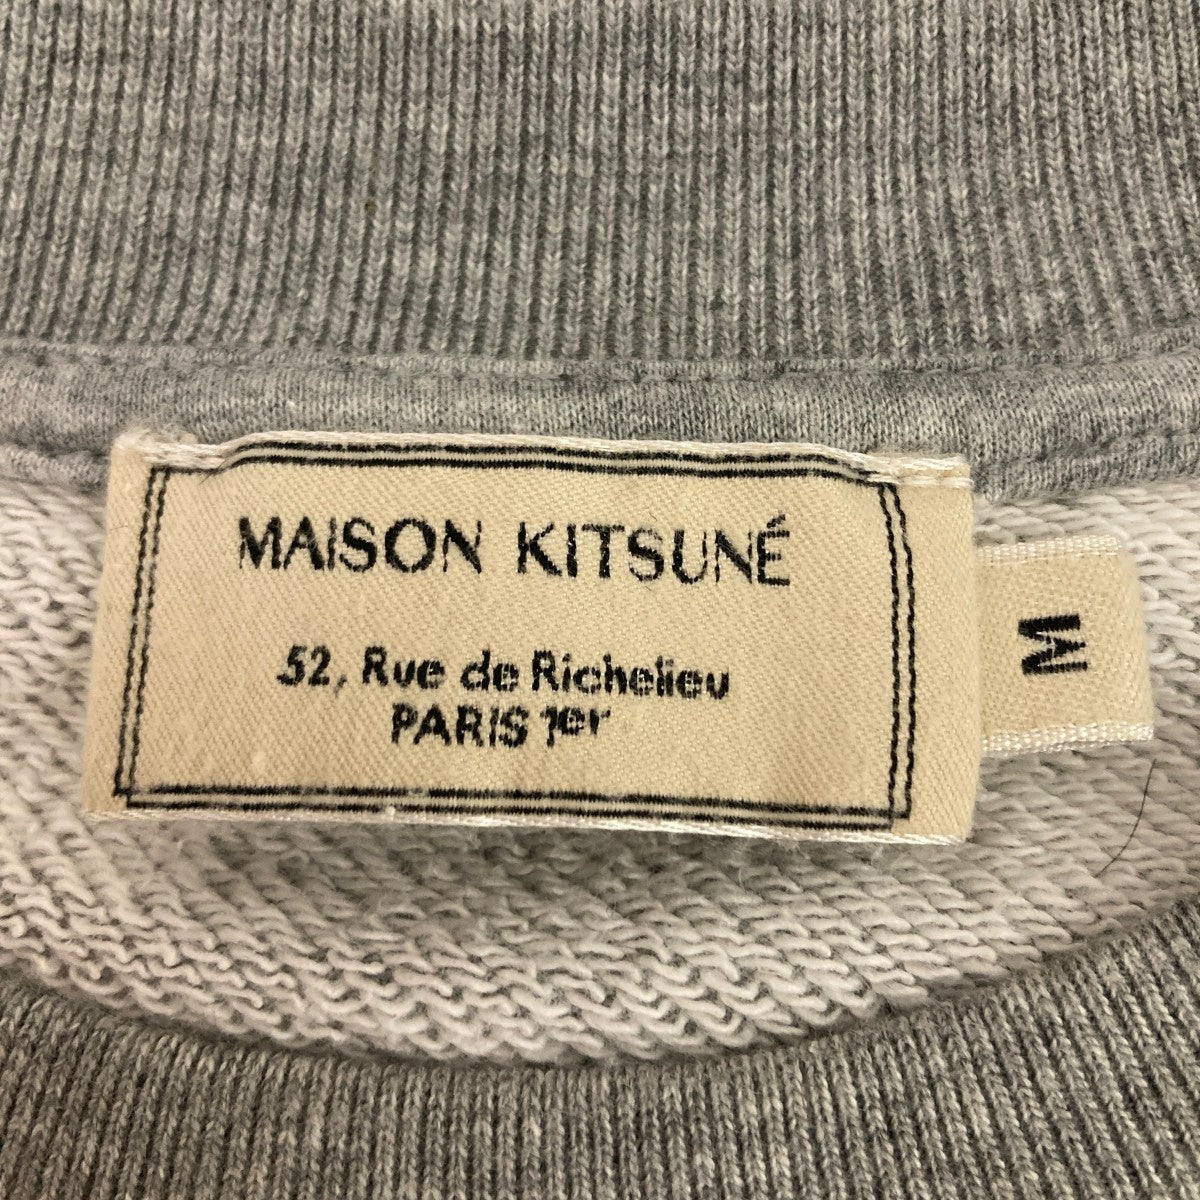 MAISON KITSUNÉ
52, Rue de Richelieu
PARIS 1er
M